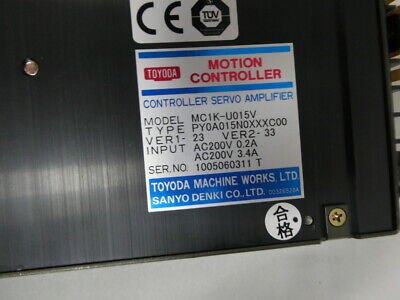 CE
TÜV
TOYODA
MOTION
CONTROLLER
CONTROLLER SERVO AMPLIFIER
MODEL MC1K-U015V
TYPE PY0A015N0XXXC00
VER1- 23 VER2- 33
INPUT AC200V 0.2A
AC200V 3.4A
SER.NO. 1005060311 T
TOYODA MACHINE WORKS, LTD.
SANYO DENKI CO., LTD.
合格